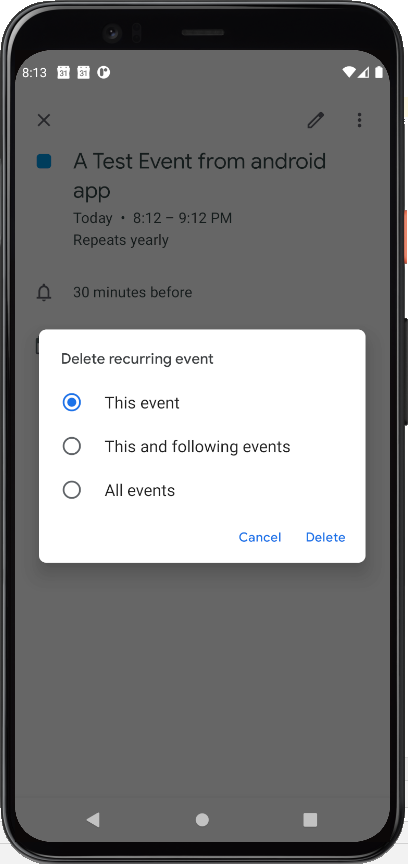 8:13 31 31
A Test Event from android
app
Today • 8:12 – 9:12 PM
Repeats yearly
30 minutes before
Delete recurring event
This event
This and following events
All events
Cancel Delete